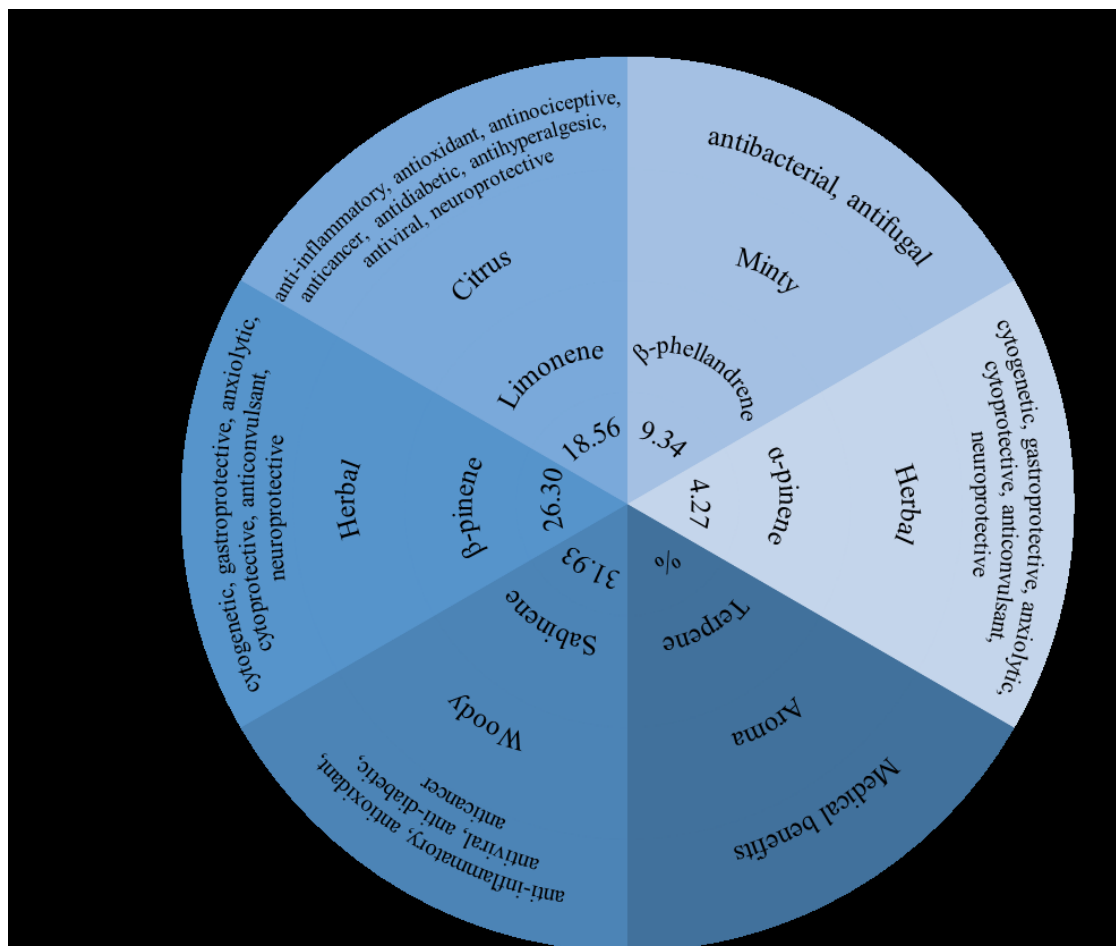 %
Terpene
Aroma
Medical benefits
31.93
Sabinene
Woody
anti-inflammatory, antioxidant,
antiviral, anti-diabetic,
anticancer
26.30
β-pinene
Herbal
cytogenetic, gastroprotective, anxiolytic,
cytoprotective, anticonvulsant,
neuroprotective
18.56
Limonene
Citrus
anti-inflammatory, antioxidant, antinociceptive,
anticancer, antidiabetic, antihyperalgesic,
antiviral, neuroprotective
9.34
β-phellandrene
Minty
antibacterial, antifugal
4.27
α-pinene
Herbal
cytogenetic, gastroprotective, anxiolytic,
cytoprotective, anticonvulsant,
neuroprotective